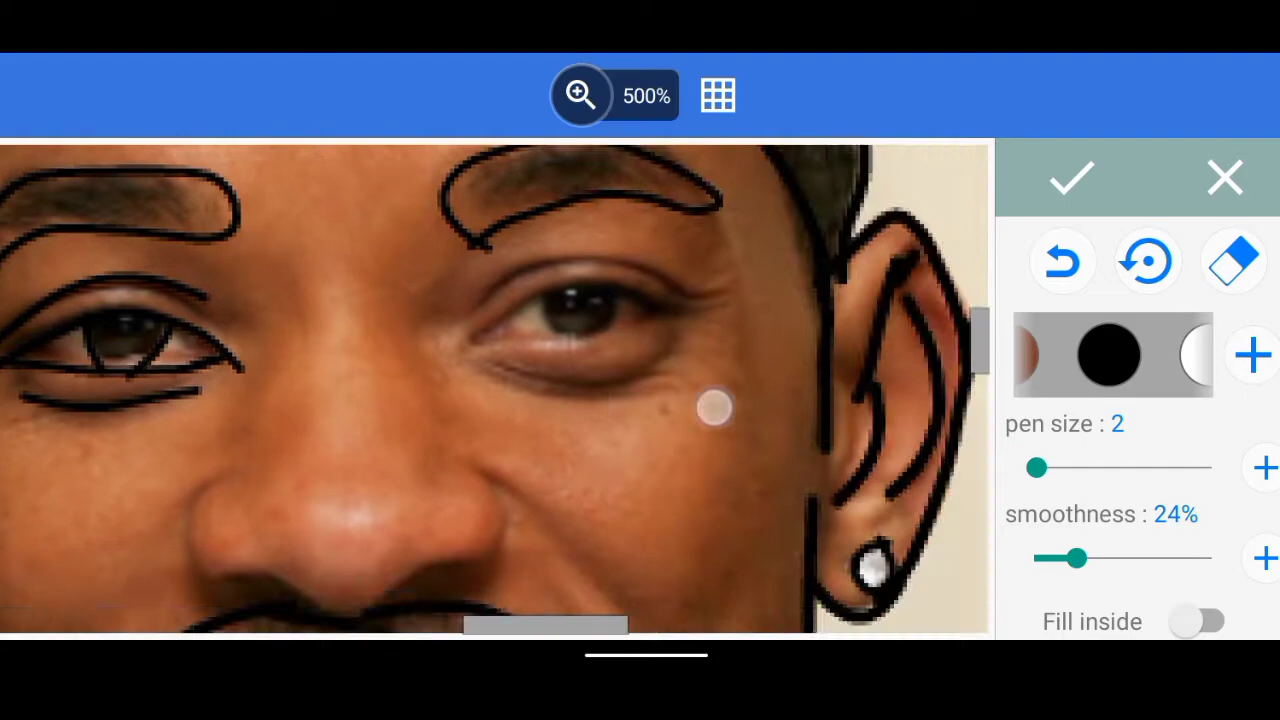 500%
pen size : 2
smoothness : 24%
Fill inside